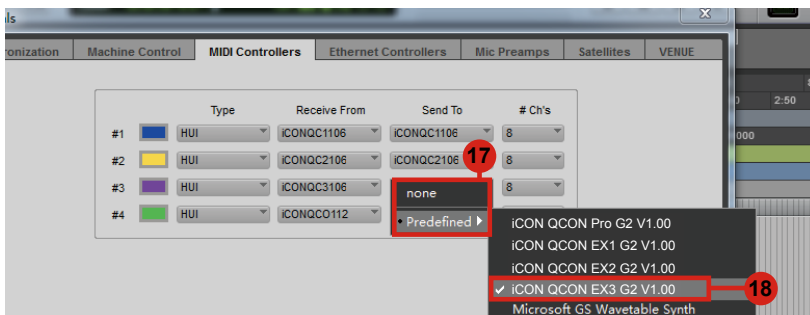 ls
ronization Machine Control MIDI Controllers Ethernet Controllers Mic Preamps Satellites VENUE
2:50
000
Type Receive From Send To # Ch's
#1 HUI iCONQC1106 iCONQC1106 8
#2 HUI iCONQC2106 iCONQC2106 8
17
#3 HUI iCONQC3106 none 8
#4 HUI iCONQCO112 Predefined
iCON QCON Pro G2 V1.00
iCON QCON EX1 G2 V1.00
iCON QCON EX2 G2 V1.00
✓ iCON QCON EX3 G2 V1.00 18
Microsoft GS Wavetable Synth